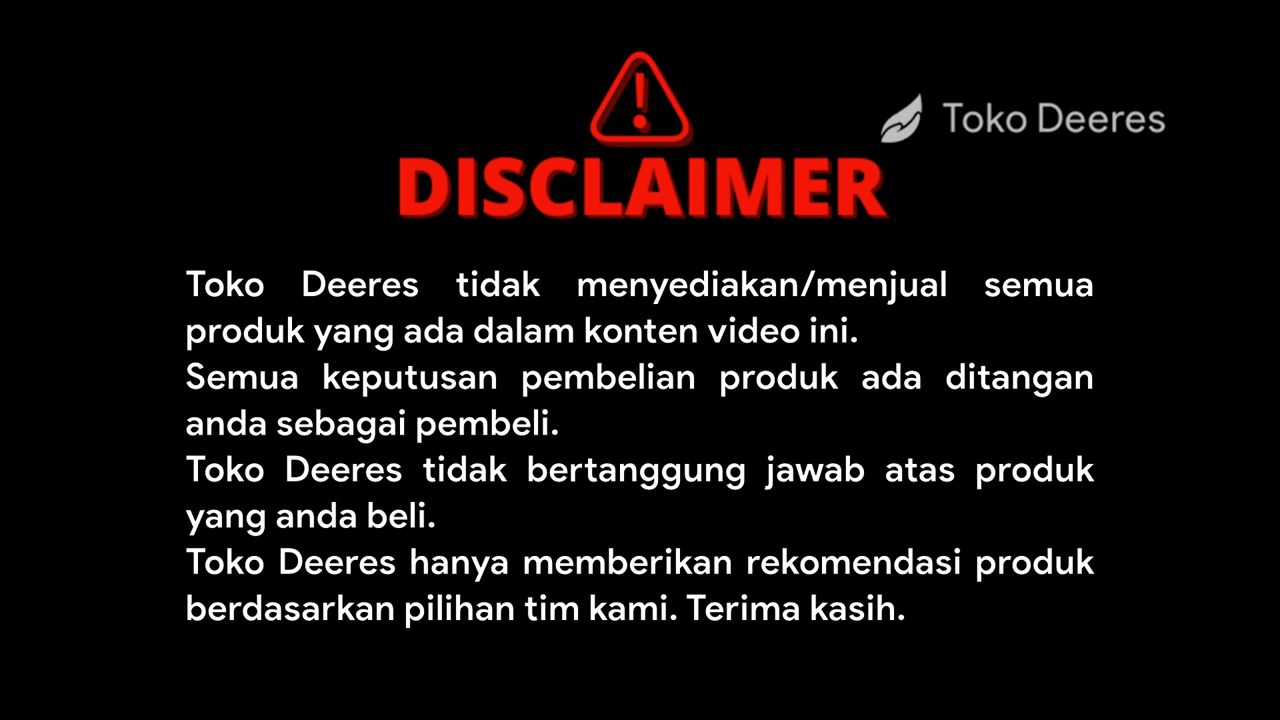 Toko Deeres
DISCLAIMER
Toko Deeres tidak menyediakan/menjual semua
produk yang ada dalam konten video ini.
Semua keputusan pembelian produk ada ditangan
anda sebagai pembeli.
Toko Deeres tidak bertanggung jawab atas produk
yang anda beli.
Toko Deeres hanya memberikan rekomendasi produk
berdasarkan pilihan tim kami. Terima kasih.